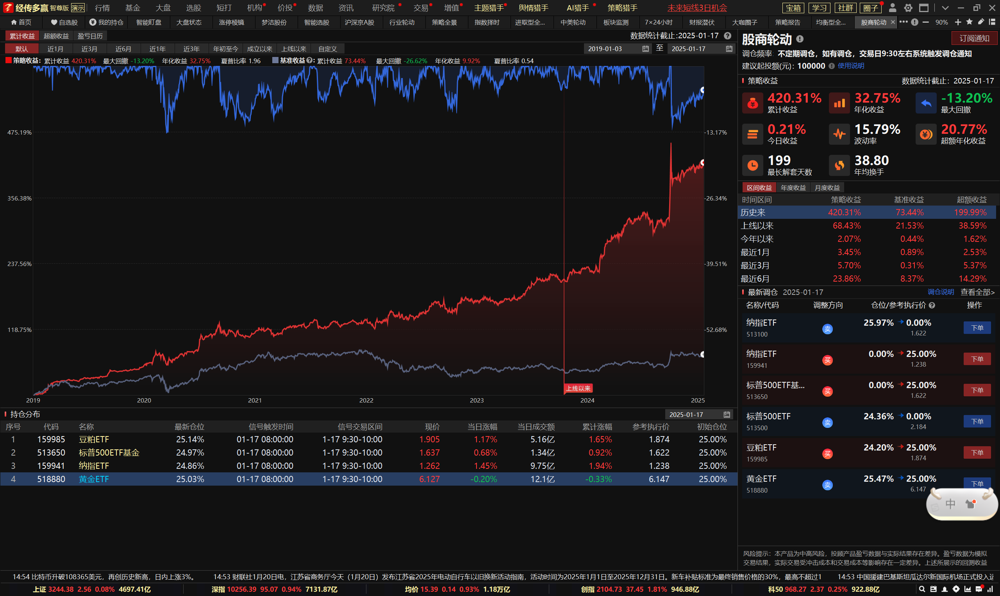 经传多赢 智尊版 演示 行情 基金 大盘 选股 短打 机构 价投 数据 资讯 研究院 交易 增值 主题猎手 舆情猎手 AI猎手 策略猎手 未来短线3日机会 宝箱 学习 社群 圈子
首页 自选股 我的持仓 智能盯盘 大盘状态 涨停棱镜 梦洁股份 智能选股 沪深京A股 行业轮动 策略全景 指数择时 进取型全... 中美轮动 板块监测 7×24小时 财报潜伏 大咖圈子 策略报告 均衡型全... 股商轮动 90%
累计收益 超额收益 盈亏日历 数据统计截止:2025-01-17
默认 近1月 近3月 近6月 近1年 近3年 年初至今 成立以来 上线以来 自定义 2019-01-03 至 2025-01-17
策略收益: 累计收益 420.31% 最大回撤 -13.20% 年化收益 32.75% 夏普比率 1.96 基准收益: 累计收益 73.44% 最大回撤 -26.62% 年化收益 9.92% 夏普比率 0.54
475.19% -13.17%
356.38% -26.34%
237.56% -39.51%
118.75% -52.68%
上线以来
2019 2020 2021 2022 2023 2024 2025
持仓分布 2025-01-17
序号 代码 名称 最新仓位 信号触发时间 信号交易区间 现价 当日涨幅 当日成交额 累计涨幅 参考执行价 初始仓位
1 159985 豆粕ETF 25.14% 01-17 08:00:00 1-17 9:30-10:00 1.905 1.17% 5.16亿 1.65% 1.874 25.00%
2 513650 标普500ETF基金 24.97% 01-17 08:00:00 1-17 9:30-10:00 1.637 0.68% 1.34亿 0.92% 1.622 25.00%
3 159941 纳指ETF 24.86% 01-17 08:00:00 1-17 9:30-10:00 1.262 1.45% 9.75亿 1.94% 1.238 25.00%
4 518880 黄金ETF 25.03% 01-17 08:00:00 1-17 9:30-10:00 6.127 -0.20% 12.1亿 -0.33% 6.147 25.00%
股商轮动 订阅通知
调仓频率: 不定期调仓，如有调仓，交易日9:30左右系统触发调仓通知
建议起投额(元): 100000 使用说明
策略收益 数据统计截止: 2025-01-17
420.31% 32.75% -13.20%
累计收益 年化收益 最大回撤
0.21% 15.79% 20.77%
今日收益 波动率 超额年化收益
199 38.80
最长解套天数 年均换手
区间收益 年度收益 月度收益
时间区间 策略收益 基准收益 超额收益
历史来 420.31% 73.44% 199.99%
上线以来 68.43% 21.53% 38.59%
今年以来 2.07% 0.44% 1.62%
最近1月 3.45% 0.89% 2.53%
最近3月 5.70% 0.31% 5.37%
最近6月 23.86% 8.37% 14.29%
最新调仓 2025-01-17 调仓说明 查看全部>
名称/代码 调整方向 仓位/参考执行价 操作
纳指ETF 卖 25.97% 0.00% 下单
513100 1.622
纳指ETF 买 0.00% 25.00% 下单
159941 1.238
标普500ETF基... 买 0.00% 25.00% 下单
513650 1.622
标普500ETF 卖 24.36% 0.00% 下单
513500 2.184
豆粕ETF 买 24.20% 25.00% 下单
159985 1.874
黄金ETF 卖 25.47% 25.00% 下单
518880 6.147
中
风险提示：本产品为中高风险，投顾产品盈亏数据与实际结果存在差异。盈亏数据为模拟
交易结果，实际交易受冲击成本和交易成本等影响存在一定差异。上述所展示的回测收益
14:54 比特币升破108365美元，再创历史新高，日内上涨3%。 14:53 财联社1月20日电，江苏省商务厅今天（1月20日）发布江苏省2025年电动自行车以旧换新活动指南，活动时间为2025年1月1日至2025年12月31日。新车补贴标准为最终销售价格的30%，最高不超过1 14:53 中国援建巴基斯坦瓜达尔新国际机场正式投入运
上证 3244.38 2.56 0.08% 4697.41亿 深指 10256.39 95.07 0.94% 7131.87亿 均价 15.39 0.14 0.93% 1.18万亿 创指 2104.73 37.45 1.81% 946.88亿 科50 968.27 2.37 0.25% 922.88亿